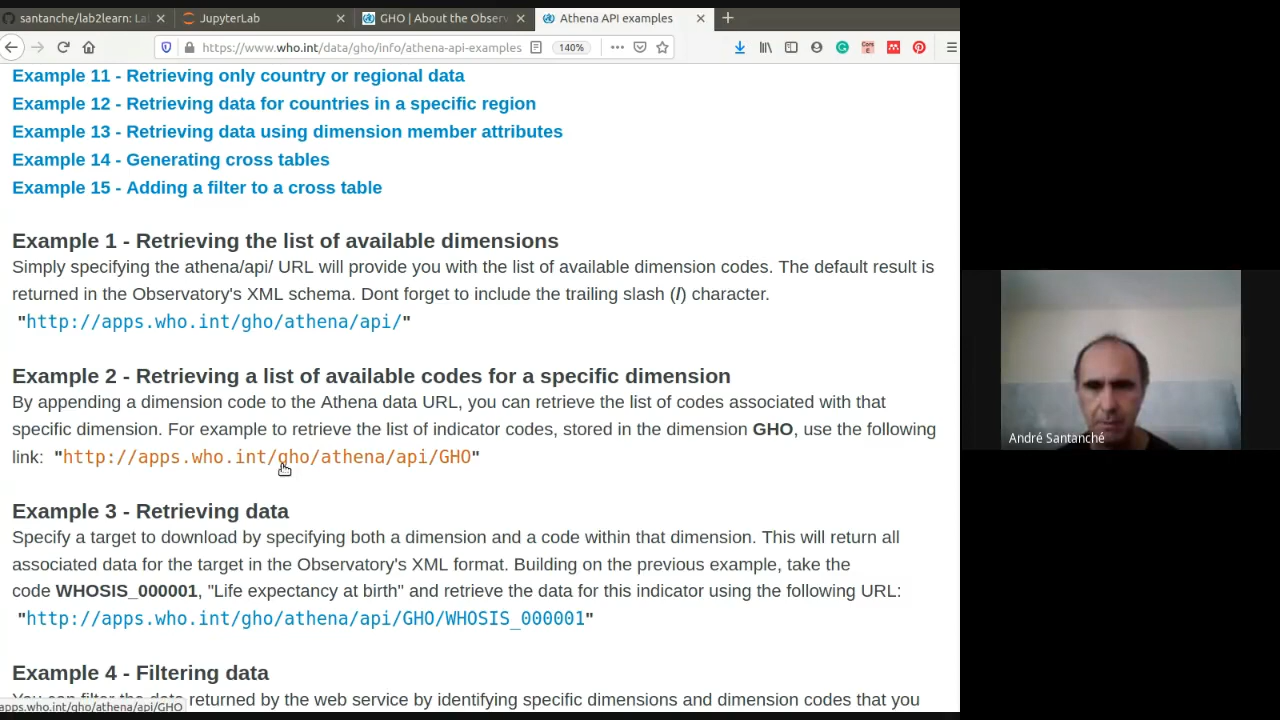 santanche/lab2learn: La
JupyterLab
GHO | About the Observ
Athena API examples
https://www.who.int/data/gho/info/athena-api-examples
140%
Example 11 - Retrieving only country or regional data
Example 12 - Retrieving data for countries in a specific region
Example 13 - Retrieving data using dimension member attributes
Example 14 - Generating cross tables
Example 15 - Adding a filter to a cross table
Example 1 - Retrieving the list of available dimensions
Simply specifying the athena/api/ URL will provide you with the list of available dimension codes. The default result is
returned in the Observatory's XML schema. Dont forget to include the trailing slash (/) character.
"http://apps.who.int/gho/athena/api/"
Example 2 - Retrieving a list of available codes for a specific dimension
By appending a dimension code to the Athena data URL, you can retrieve the list of codes associated with that
specific dimension. For example to retrieve the list of indicator codes, stored in the dimension GHO, use the following
link: "http://apps.who.int/gho/athena/api/GHO"
Example 3 - Retrieving data
Specify a target to download by specifying both a dimension and a code within that dimension. This will return all
associated data for the target in the Observatory's XML format. Building on the previous example, take the
code WHOSIS_000001, "Life expectancy at birth" and retrieve the data for this indicator using the following URL:
"http://apps.who.int/gho/athena/api/GHO/WHOSIS_000001"
Example 4 - Filtering data
You can filter the data returned by the web service by identifying specific dimensions and dimension codes that you
apps.who.int/gho/athena/api/GHO
André Santanchè